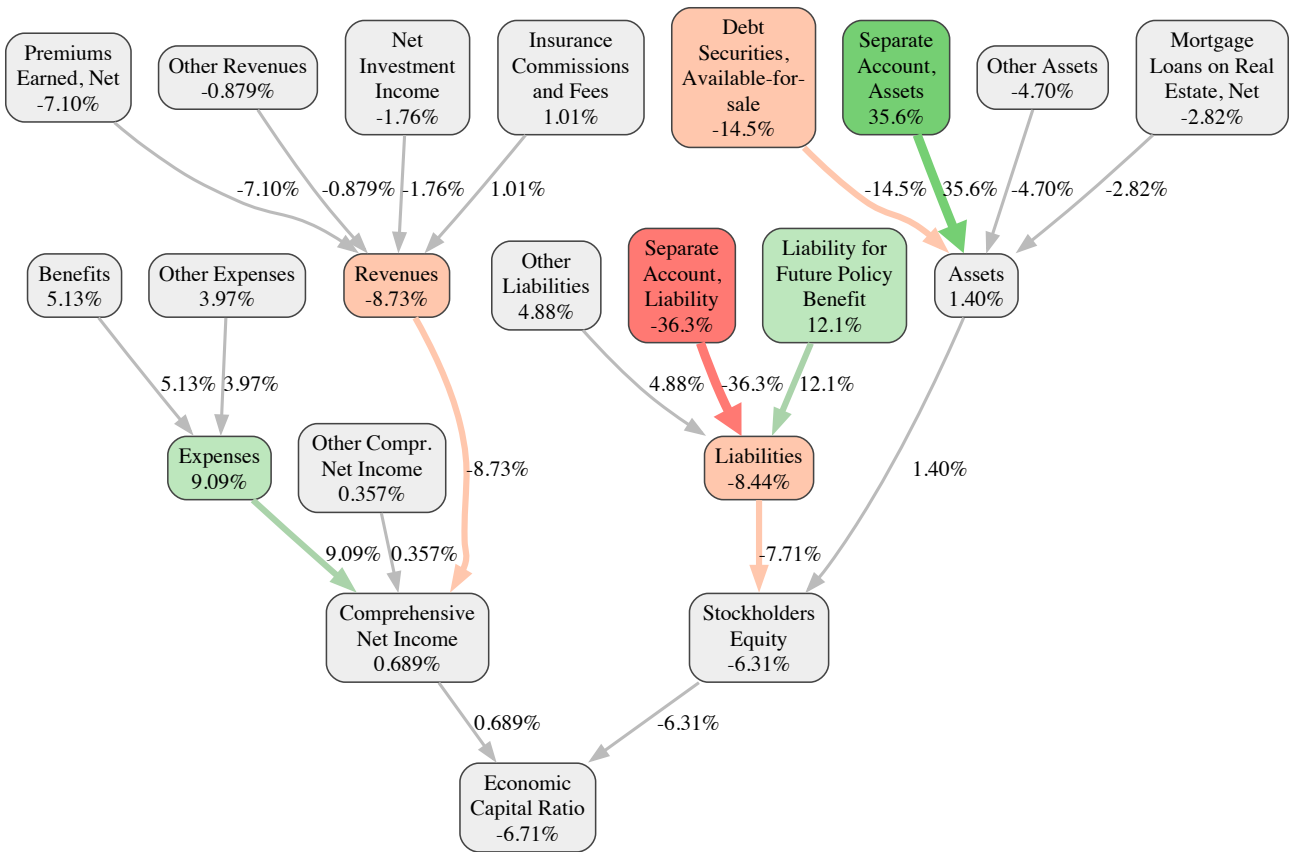 Premiums
Earned, Net
-7.10%
Other Revenues
-0.879%
Net
Investment
Income
-1.76%
Insurance
Commissions
and Fees
1.01%
Debt
Securities,
Available-for-
sale
-14.5%
Separate
Account,
Assets
35.6%
Other Assets
-4.70%
Mortgage
Loans on Real
Estate, Net
-2.82%
-7.10%
-0.879%
-1.76%
1.01%
-14.5%
35.6%
-4.70%
-2.82%
Benefits
5.13%
Other Expenses
3.97%
Revenues
-8.73%
Other
Liabilities
4.88%
Separate
Account,
Liability
-36.3%
Liability for
Future Policy
Benefit
12.1%
Assets
1.40%
5.13%
3.97%
4.88%
-36.3%
12.1%
Expenses
9.09%
Other Compr.
Net Income
0.357%
-8.73%
Liabilities
-8.44%
1.40%
9.09%
0.357%
-7.71%
Comprehensive
Net Income
0.689%
Stockholders
Equity
-6.31%
0.689%
-6.31%
Economic
Capital Ratio
-6.71%